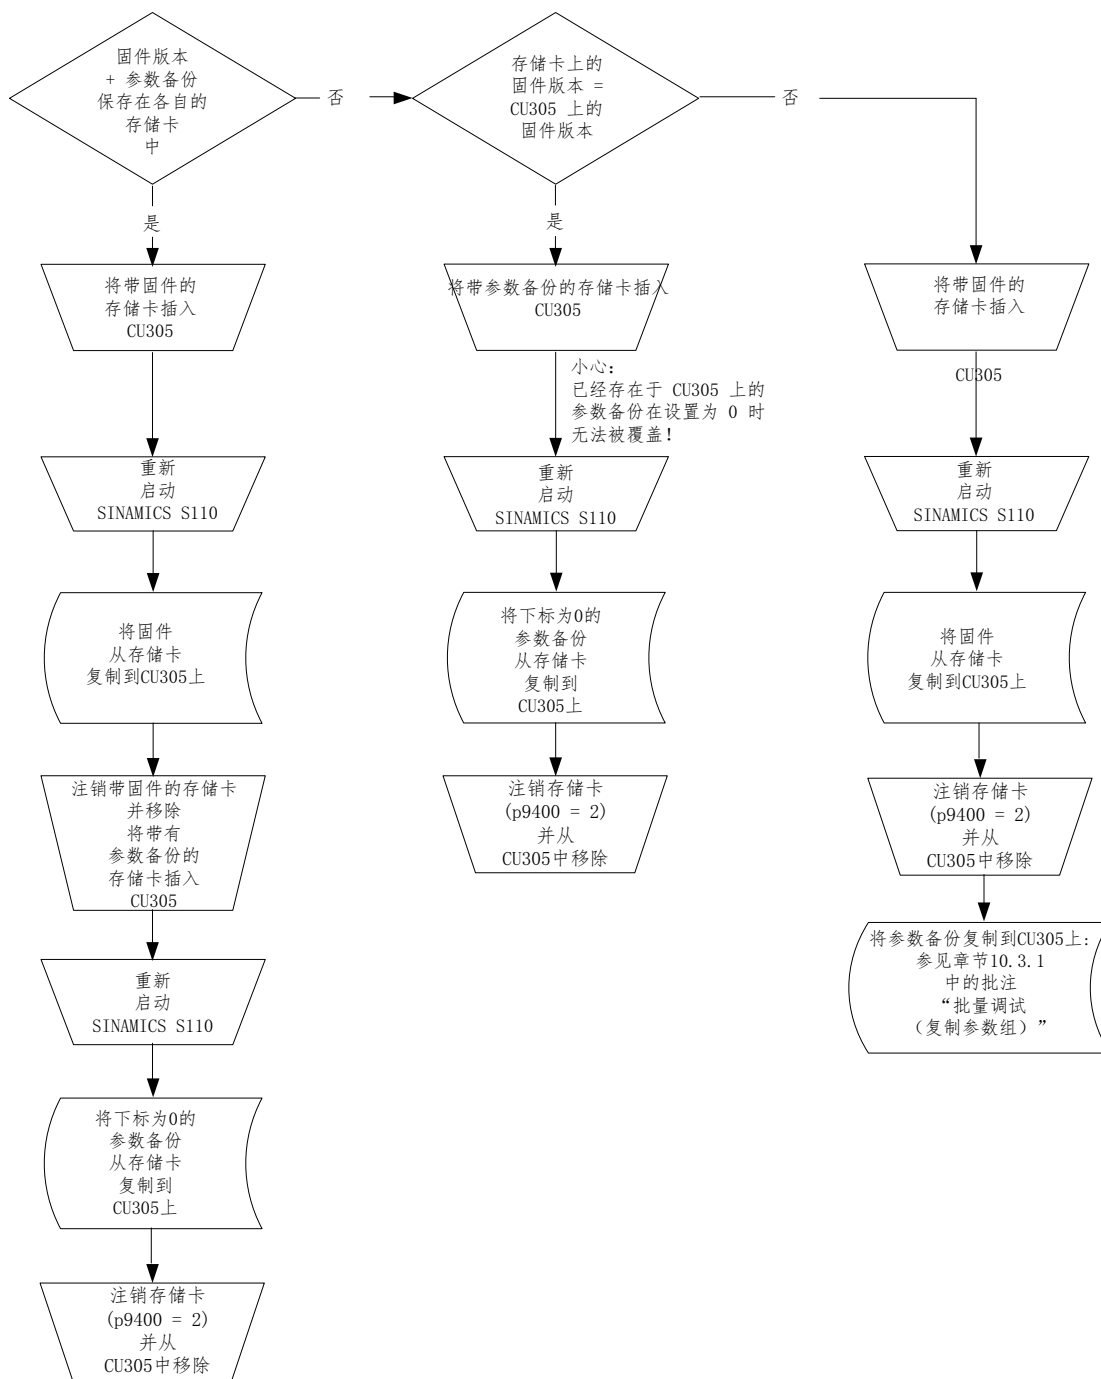 固件版本
+ 参数备份
保存在各自的
存储卡
中
否
存储卡上的
固件版本 =
CU305 上的
固件版本
否
是
是
将带固件的
存储卡插入
CU305
将带参数备份的存储卡插入
CU305
将带固件的
存储卡插入
CU305
小心：
已经存在于 CU305 上的
参数备份在设置为 0 时
无法被覆盖！
重新
启动
SINAMICS S110
重新
启动
SINAMICS S110
重新
启动
SINAMICS S110
将固件
从存储卡
复制到CU305上
将下标为0的
参数备份
从存储卡
复制到
CU305上
将固件
从存储卡
复制到CU305上
注销带固件的存储卡
并移除
将带有
参数备份的
存储卡插入
CU305
注销存储卡
(p9400 = 2)
并从
CU305中移除
注销存储卡
(p9400 = 2)
并从
CU305中移除
将参数备份复制到CU305上：
参见章节10.3.1
中的批注
“批量调试
（复制参数组）”
重新
启动
SINAMICS S110
将下标为0的
参数备份
从存储卡
复制到
CU305上
注销存储卡
(p9400 = 2)
并从
CU305中移除